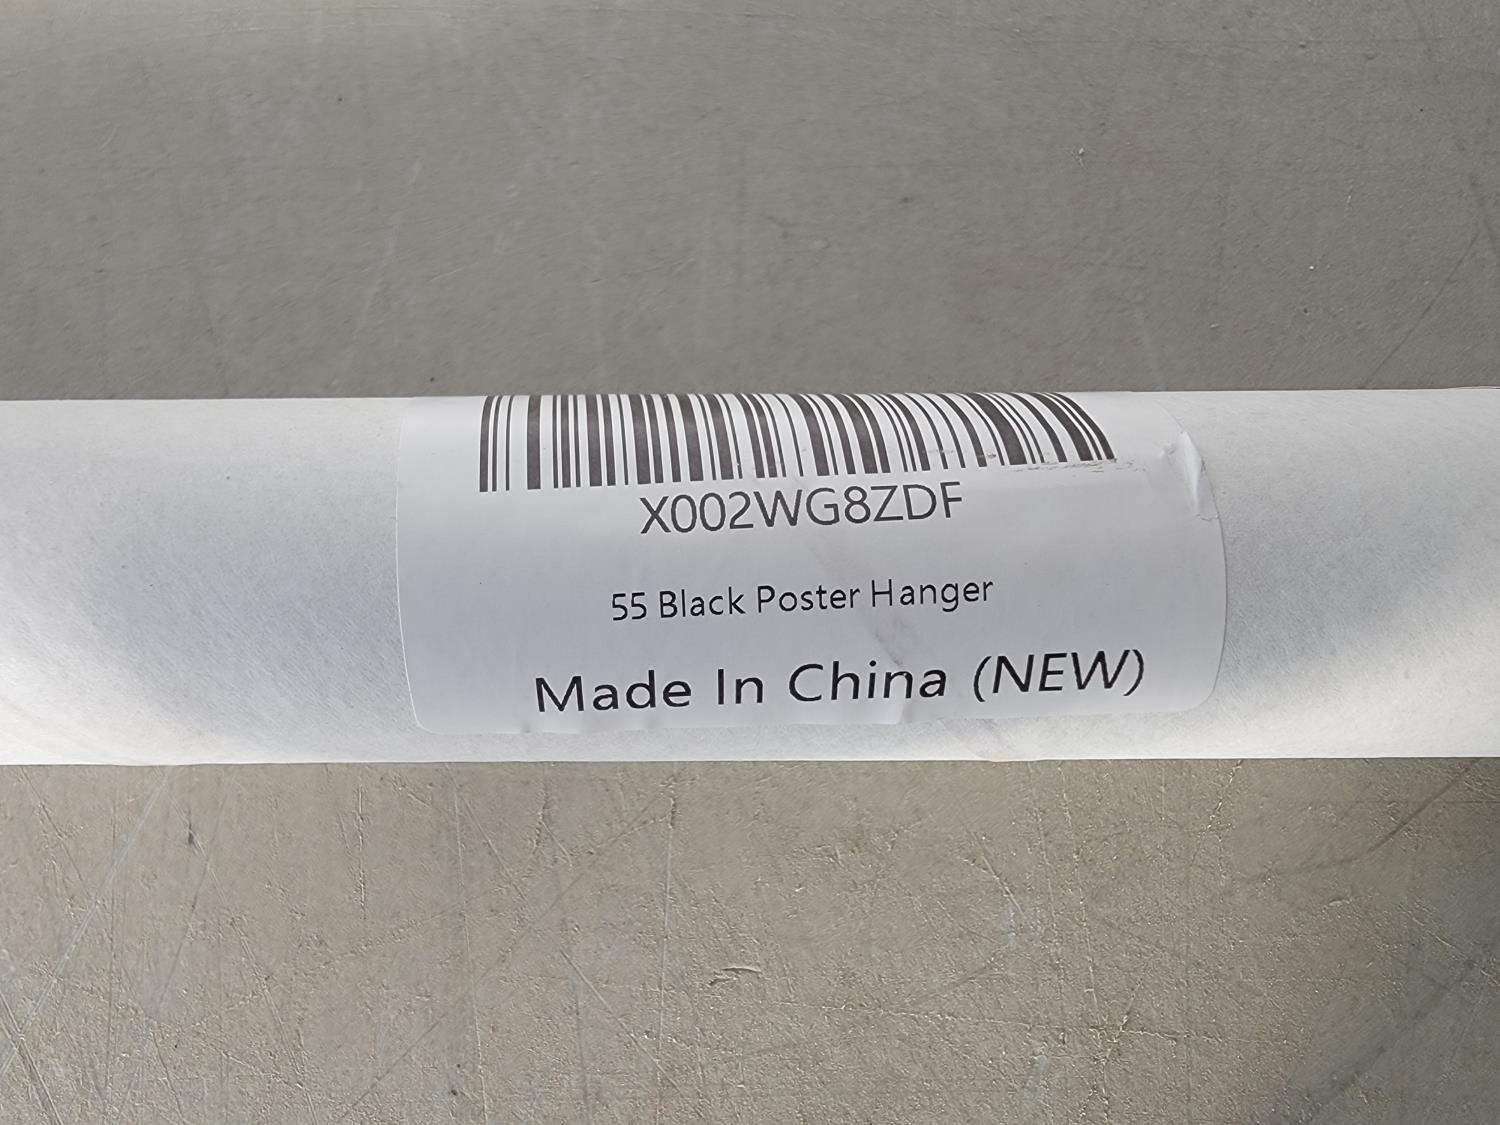 X002WG8ZDF
55 Black Poster Hanger
Made In China (NEW)